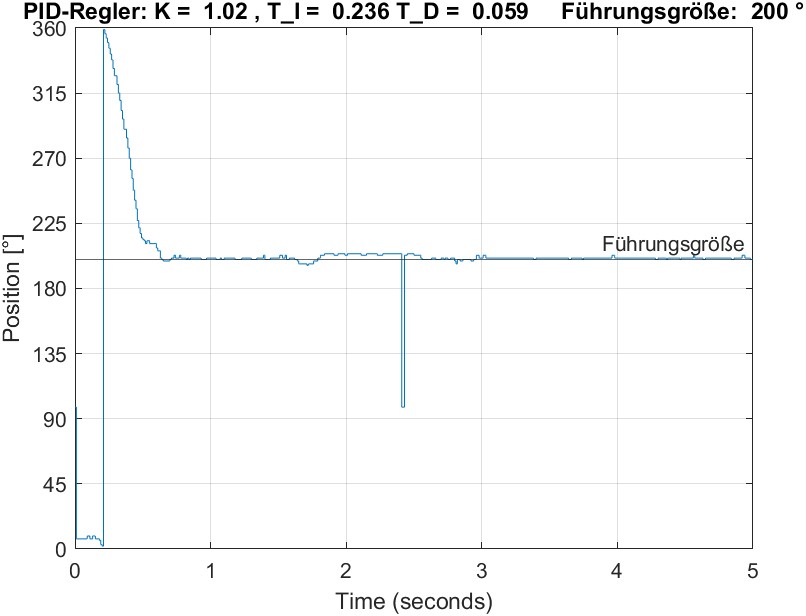 PID-Regler: K = 1.02 , T_I = 0.236 T_D = 0.059 Führungsgröße: 200 °
360
315
270
225
Führungsgröße
180
135
90
45
0
Position [°]
0 1 2 3 4 5
Time (seconds)